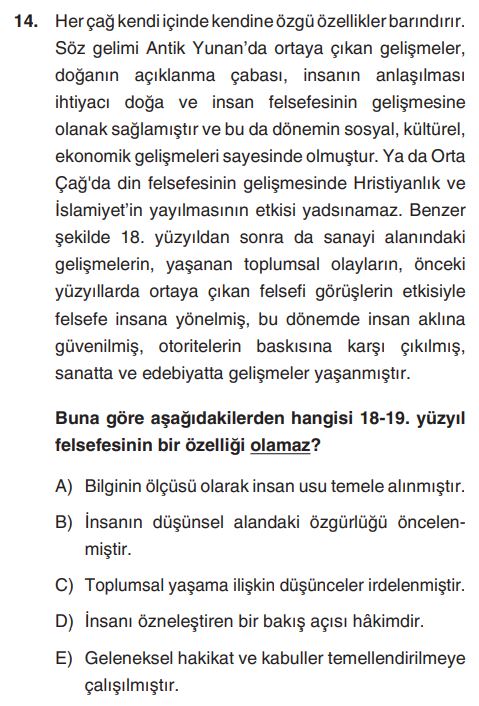 14. Her çağ kendi içinde kendine özgü özellikler barındırır.
Söz gelimi Antik Yunan’da ortaya çıkan gelişmeler,
doğanın açıklanma çabası, insanın anlaşılması
ihtiyacı doğa ve insan felsefesinin gelişmesine
olanak sağlamıştır ve bu da dönemin sosyal, kültürel,
ekonomik gelişmeleri sayesinde olmuştur. Ya da Orta
Çağ'da din felsefesinin gelişmesinde Hristiyanlık ve
İslamiyet’in yayılmasının etkisi yadsınamaz. Benzer
şekilde 18. yüzyıldan sonra da sanayi alanındaki
gelişmelerin, yaşanan toplumsal olayların, önceki
yüzyıllarda ortaya çıkan felsefi görüşlerin etkisiyle
felsefe insana yönelmiş, bu dönemde insan aklına
güvenilmiş, otoritelerin baskısına karşı çıkılmış,
sanatta ve edebiyatta gelişmeler yaşanmıştır.
Buna göre aşağıdakilerden hangisi 18-19. yüzyıl
felsefesinin bir özelliği olamaz?
A) Bilginin ölçüsü olarak insan usu temele alınmıştır.
B) İnsanın düşünsel alandaki özgürlüğü öncelen-
miştir.
C) Toplumsal yaşama ilişkin düşünceler irdelenmiştir.
D) İnsanı özneleştiren bir bakış açısı hâkimdir.
E) Geleneksel hakikat ve kabuller temellendirilmeye
çalışılmıştır.